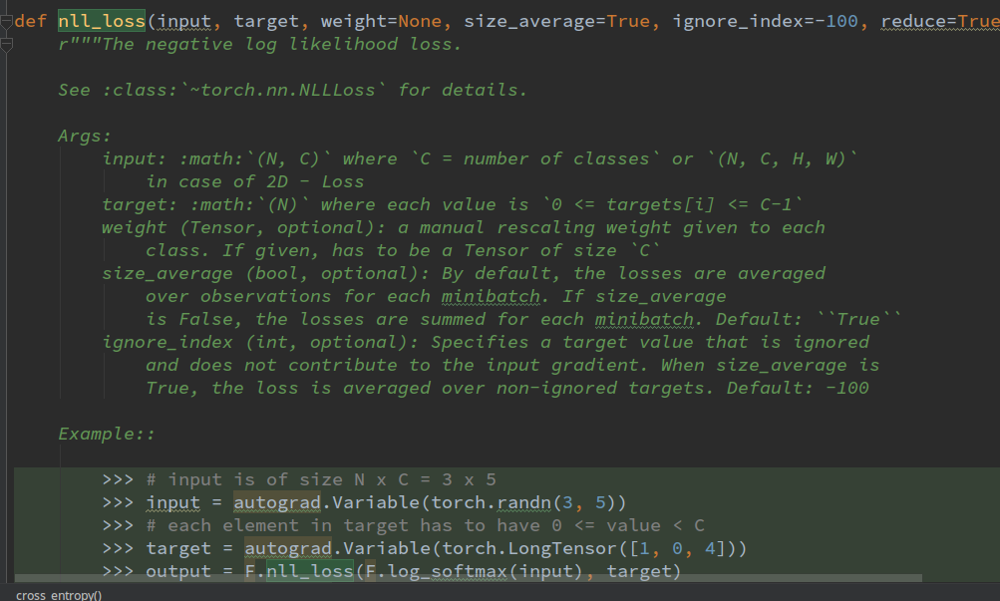 def nll_loss(input, target, weight=None, size_average=True, ignore_index=-100, reduce=True
r"""The negative log likelihood loss.
See :class:`~torch.nn.NLLLoss` for details.
Args:
input: :math:`(N, C)` where `C = number of classes` or `(N, C, H, W)`
in case of 2D - Loss
target: :math:`(N)` where each value is `0 <= targets[i] <= C-1`
weight (Tensor, optional): a manual rescaling weight given to each
class. If given, has to be a Tensor of size `C`
size_average (bool, optional): By default, the losses are averaged
over observations for each minibatch. If size_average
is False, the losses are summed for each minibatch. Default: ``True``
ignore_index (int, optional): Specifies a target value that is ignored
and does not contribute to the input gradient. When size_average is
True, the loss is averaged over non-ignored targets. Default: -100
Example::
>>> # input is of size N x C = 3 x 5
>>> input = autograd.Variable(torch.randn(3, 5))
>>> # each element in target has to have 0 <= value < C
>>> target = autograd.Variable(torch.LongTensor([1, 0, 4]))
>>> output = F.nll_loss(F.log_softmax(input), target)
cross_entropy()